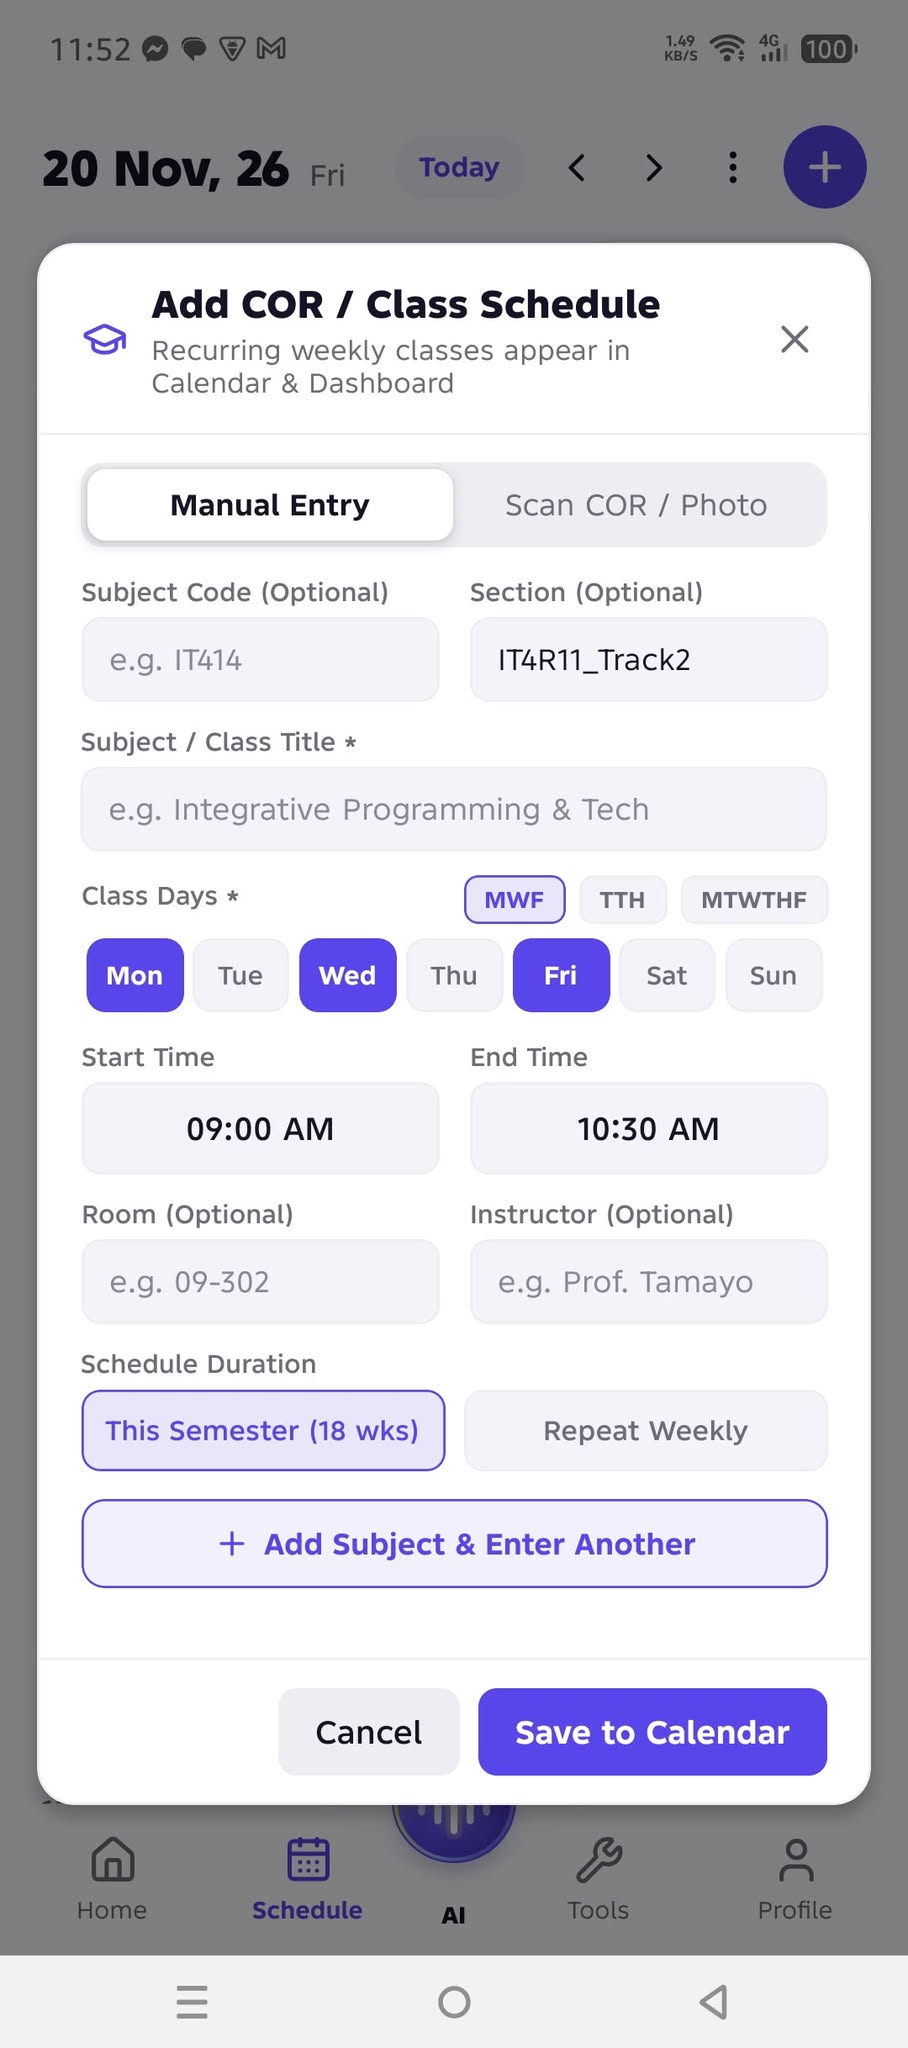 11:52
1.49
KB/S
4G
100
20 Nov, 26 Fri
Today
Add COR / Class Schedule
Recurring weekly classes appear in
Calendar & Dashboard
Manual Entry
Scan COR / Photo
Subject Code (Optional)
Section (Optional)
e.g. IT414
IT4R11_Track2
Subject / Class Title *
e.g. Integrative Programming & Tech
Class Days *
MWF
TTH
MTWTHF
Mon
Tue
Wed
Thu
Fri
Sat
Sun
Start Time
End Time
09:00 AM
10:30 AM
Room (Optional)
Instructor (Optional)
e.g. 09-302
e.g. Prof. Tamayo
Schedule Duration
This Semester (18 wks)
Repeat Weekly
+ Add Subject & Enter Another
Cancel
Save to Calendar
Home
Schedule
AI
Tools
Profile